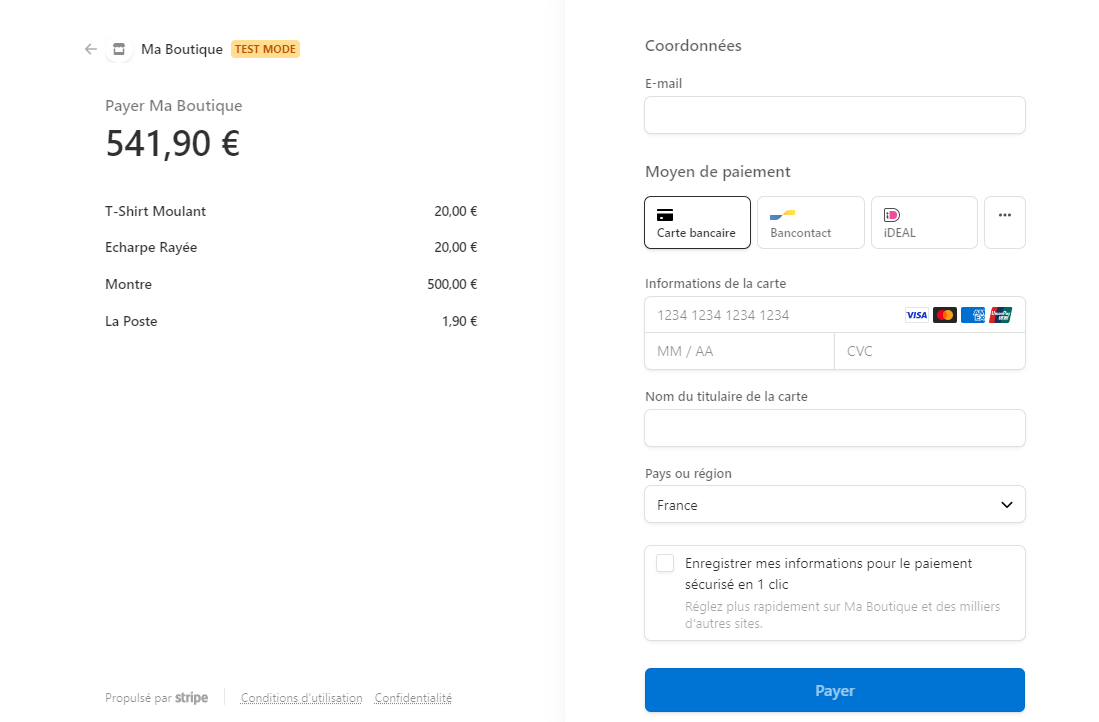 Ma Boutique TEST MODE
Payer Ma Boutique
541,90 €
T-Shirt Moulant 20,00 €
Echarpe Rayée 20,00 €
Montre 500,00 €
La Poste 1,90 €
Propulsé par stripe Conditions d'utilisation Confidentialité
Coordonnées
E-mail
Moyen de paiement
Carte bancaire Bancontact iDEAL ...
Informations de la carte
1234 1234 1234 1234 VISA AMEX UnionPay
MM / AA CVC
Nom du titulaire de la carte
Pays ou région
France
Enregistrer mes informations pour le paiement
sécurisé en 1 clic
Réglez plus rapidement sur Ma Boutique et des milliers
d'autres sites.
Payer